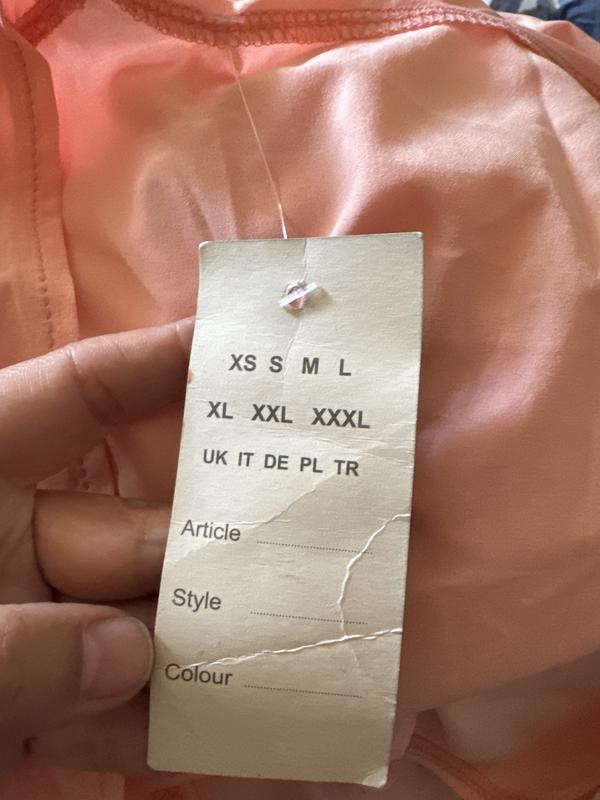 XS S M L
XL XXL XXXL
UK IT DE PL TR
Article
Style
Colour